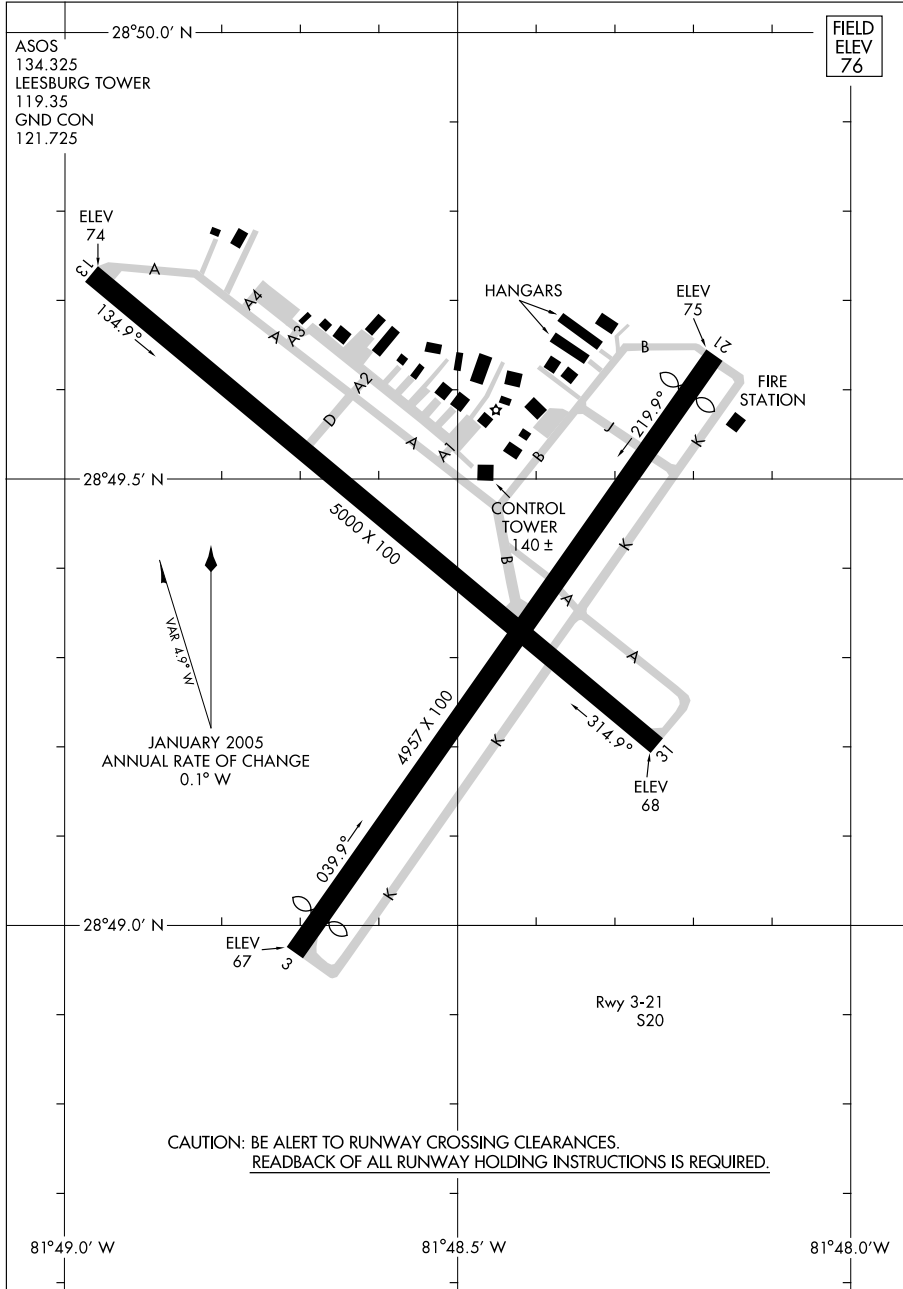 28°50.0' N
FIELD
ELEV
76
ASOS
134.325
LEESBURG TOWER
119.35
GND CON
121.725
ELEV
74
13
A
134.9°
A4
A
A3
HANGARS
ELEV
75
21
B
FIRE
STATION
A2
D
A
A1
B
J
219.9°
K
28°49.5' N
5000 X 100
CONTROL
TOWER
140 ±
B
K
A
A
VAR 4.9° W
JANUARY 2005
ANNUAL RATE OF CHANGE
0.1° W
4957 X 100
K
314.9°
31
ELEV
68
039.9°
K
28°49.0' N
ELEV
67
3
Rwy 3-21
S20
CAUTION: BE ALERT TO RUNWAY CROSSING CLEARANCES.
READBACK OF ALL RUNWAY HOLDING INSTRUCTIONS IS REQUIRED.
81°49.0' W
81°48.5' W
81°48.0'W